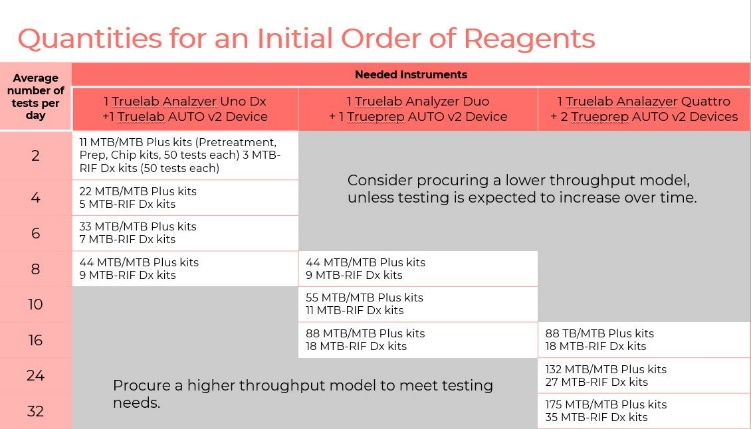 Quantities for an Initial Order of Reagents
Average
number of
tests per
day
Needed Instruments
1 Truelab Analzyer Uno Dx
+1 Truelab AUTO v2 Device
1 Truelab Analyzer Duo
+ 1 Trueprep AUTO v2 Device
1 Truelab Analazyer Quattro
+ 2 Trueprep AUTO v2 Devices
2
11 MTB/MTB Plus kits (Pretreatment,
Prep, Chip kits, 50 tests each) 3 MTB-
RIF Dx kits (50 tests each)
Consider procuring a lower throughput model,
unless testing is expected to increase over time.
4
22 MTB/MTB Plus kits
5 MTB-RIF Dx kits
6
33 MTB/MTB Plus kits
7 MTB-RIF Dx kits
8
44 MTB/MTB Plus kits
9 MTB-RIF Dx kits
44 MTB/MTB Plus kits
9 MTB-RIF Dx kits
10
55 MTB/MTB Plus kits
11 MTB-RIF Dx kits
16
88 MTB/MTB Plus kits
18 MTB-RIF Dx kits
88 TB/MTB Plus kits
18 MTB-RIF Dx kits
24
132 MTB/MTB Plus kits
27 MTB-RIF Dx kits
Procure a higher throughput model to meet testing
needs.
32
175 MTB/MTB Plus kits
35 MTB-RIF Dx kits